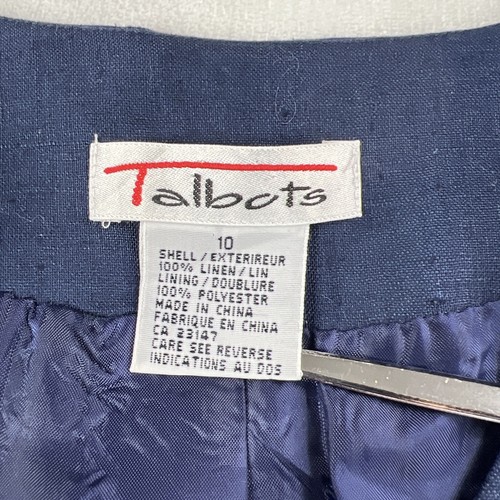 Talbots
10
SHELL/EXTERIREUR
100% LINEN/LIN
LINING/DOUBLURE
100% POLYESTER
MADE IN CHINA
FABRIQUE EN CHINA
CA 23147
CARE SEE REVERSE
INDICATIONS AU DOS